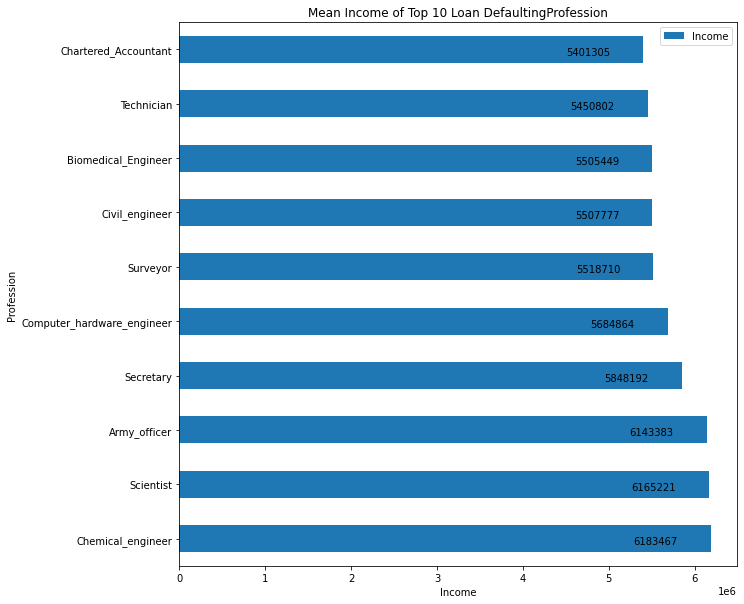 Mean Income of Top 10 Loan DefaultingProfession
Income
Chartered_Accountant 5401305
Technician 5450802
Biomedical_Engineer 5505449
Civil_engineer 5507777
Surveyor 5518710
Profession
Computer_hardware_engineer 5684864
Secretary 5848192
Army_officer 6143383
Scientist 6165221
Chemical_engineer 6183467
0 1 2 3 4 5 6
1e6
Income